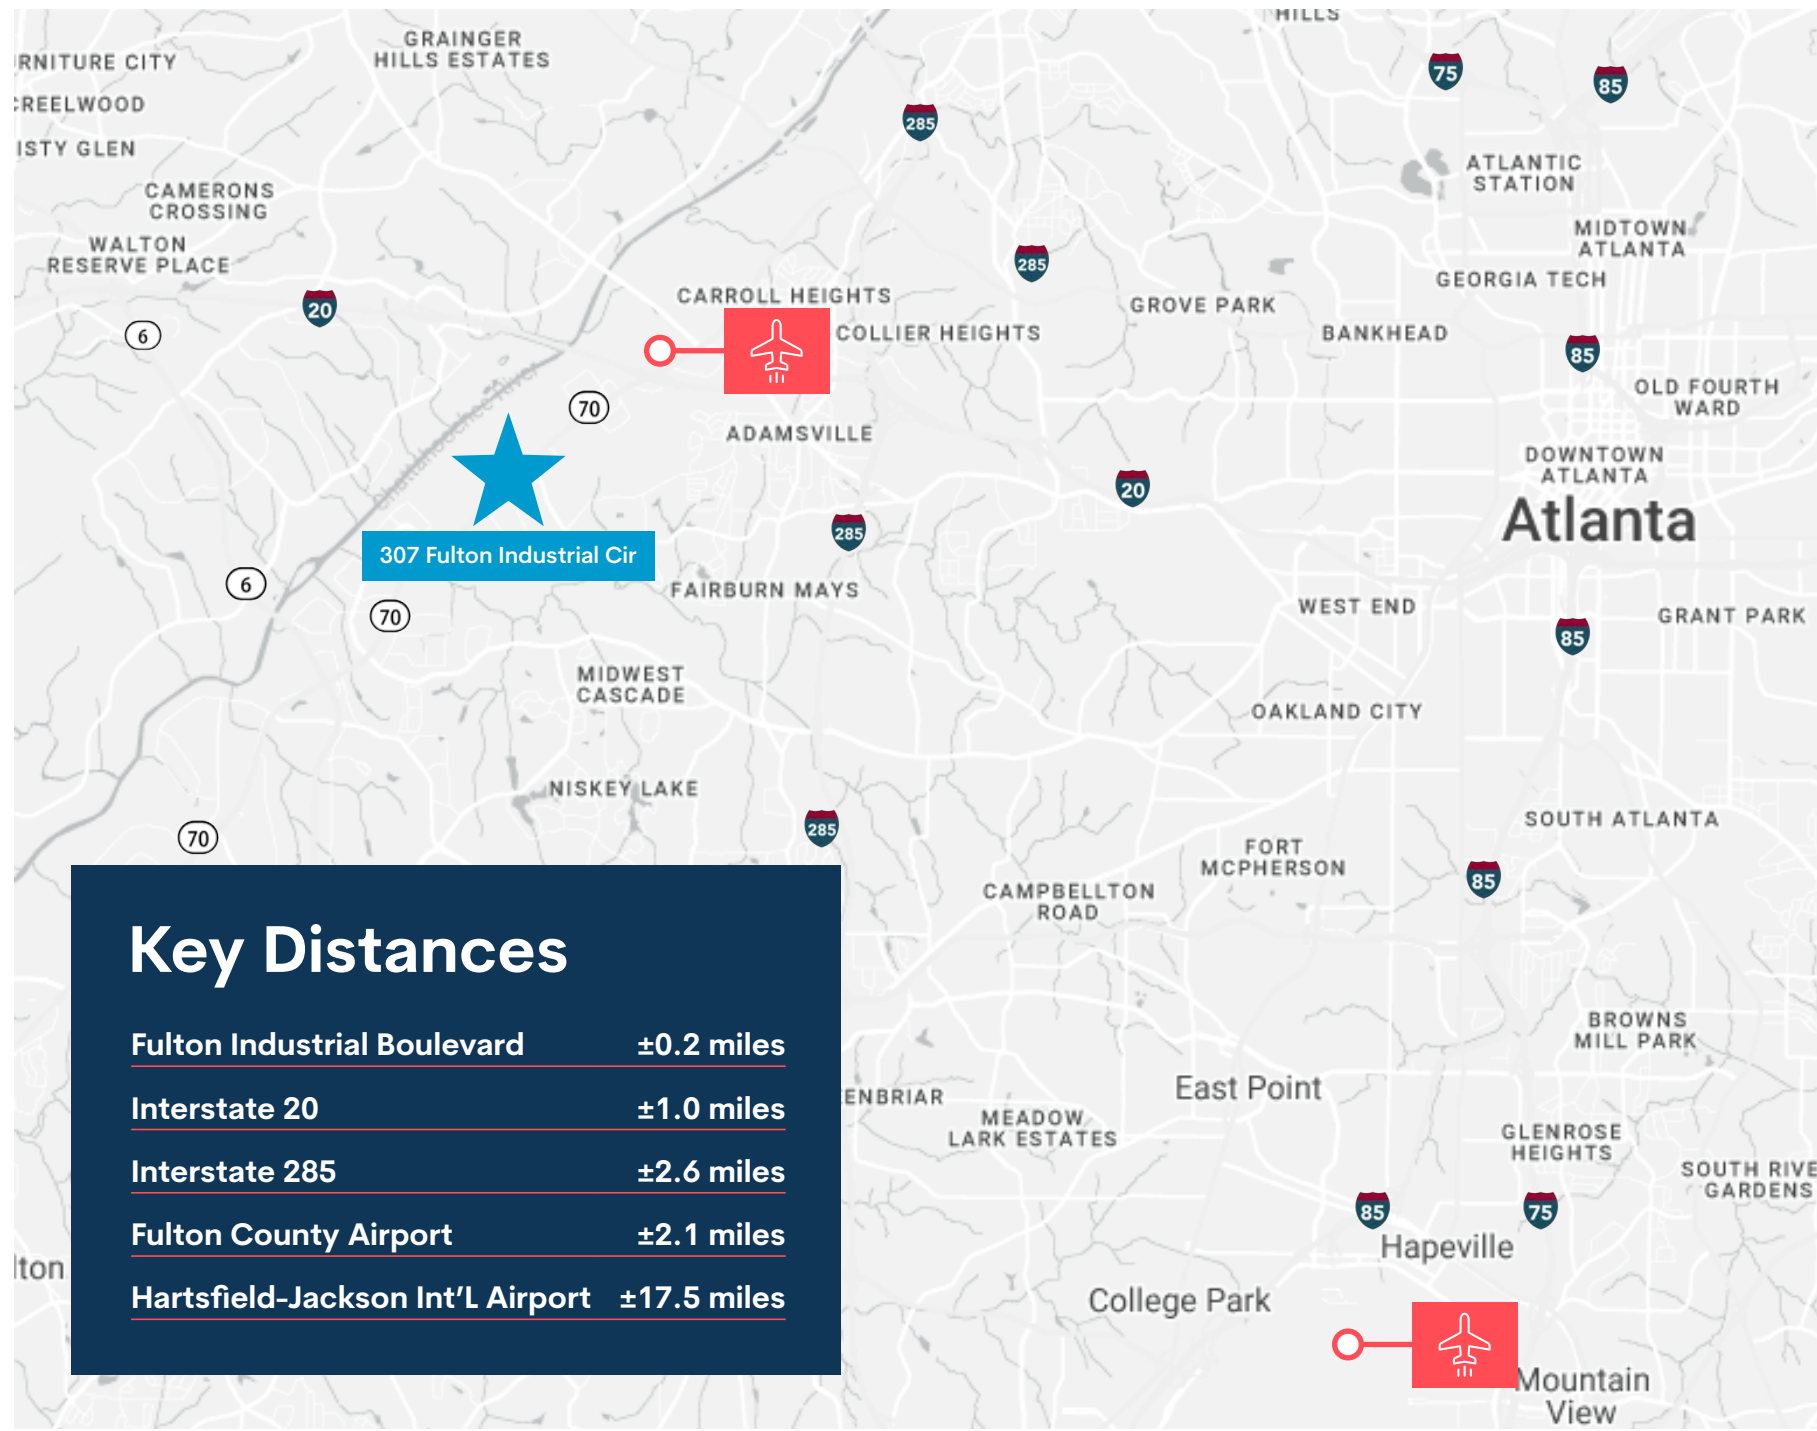 HILLS
GRAINGER
HILLS ESTATES
RNITURE CITY
75
85
CREELWOOD
285
ISTY GLEN
ATLANTIC
STATION
CAMERONS
CROSSING
MIDTOWN
ATLANTA
WALTON
RESERVE PLACE
285
GEORGIA TECH
CARROLL HEIGHTS
20
GROVE PARK
6
COLLIER HEIGHTS
BANKHEAD
85
OLD FOURTH
WARD
70
Chattahoochee River
ADAMSVILLE
DOWNTOWN
ATLANTA
20
Atlanta
285
307 Fulton Industrial Cir
6
FAIRBURN MAYS
WEST END
70
GRANT PARK
85
MIDWEST
CASCADE
OAKLAND CITY
NISKEY LAKE
285
SOUTH ATLANTA
70
FORT
MCPHERSON
85
CAMPBELLTON
ROAD
Key Distances
Fulton Industrial Boulevard ±0.2 miles
Interstate 20 ±1.0 miles
Interstate 285 ±2.6 miles
Fulton County Airport ±2.1 miles
Hartsfield-Jackson Int'L Airport ±17.5 miles
BROWNS
MILL PARK
ENBRIAR
East Point
MEADOW
LARK ESTATES
GLENROSE
HEIGHTS
SOUTH RIVE
GARDENS
85
75
Hapeville
lton
College Park
Mountain
View